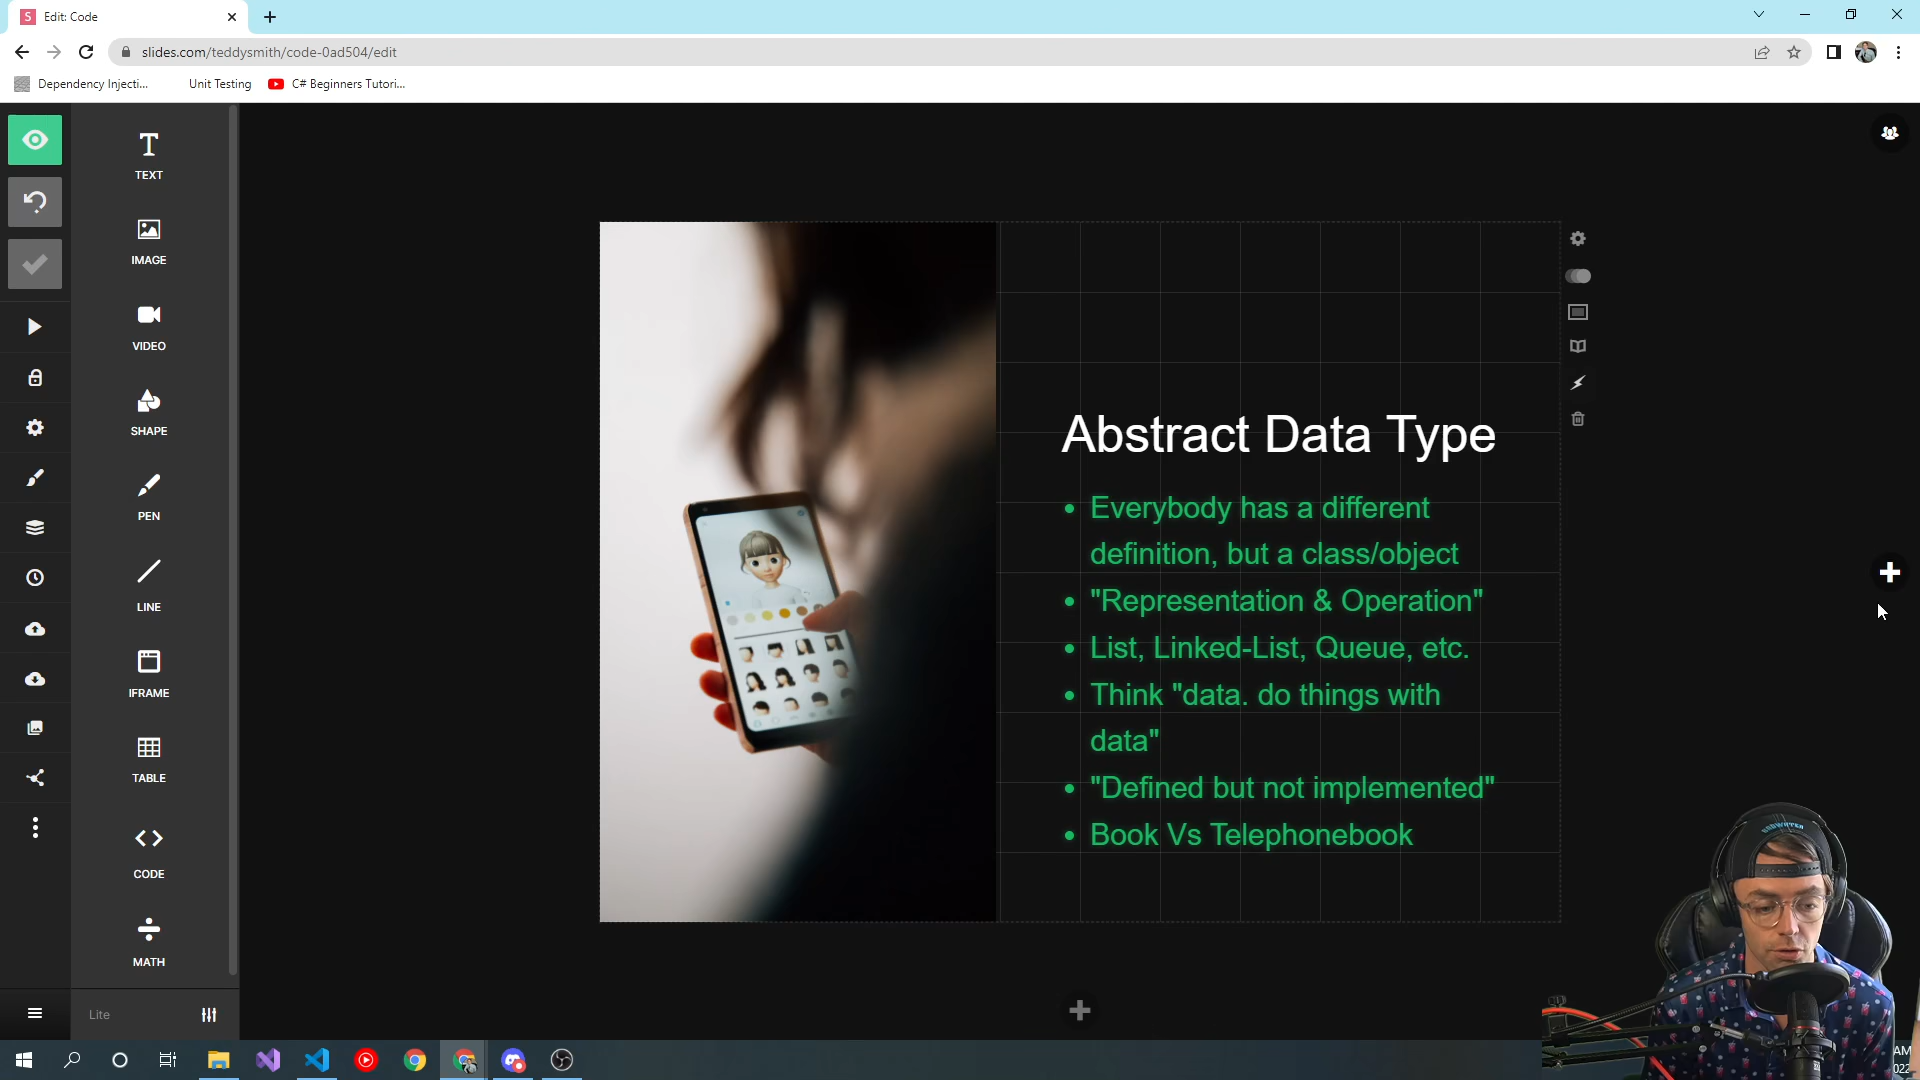 S Edit: Code
slides.com/teddysmith/code-0ad504/edit
Dependency Injecti... Unit Testing C# Beginners Tutori...
TEXT
IMAGE
VIDEO
SHAPE
PEN
LINE
IFRAME
TABLE
CODE
MATH
Lite
Abstract Data Type
• Everybody has a different
definition, but a class/object
• "Representation & Operation"
• List, Linked-List, Queue, etc.
• Think "data. do things with
data"
• "Defined but not implemented"
• Book Vs Telephonebook
AM
022